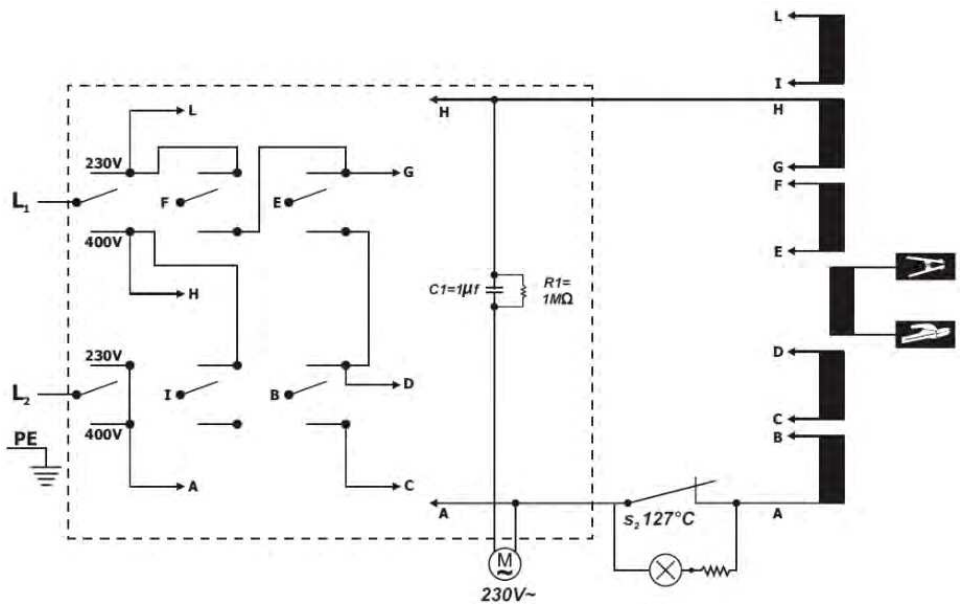 L
I
H
H
L
230V
G
G
L1
F
E
F
400V
E
H
C1=1µf
R1=
1MΩ
230V
D
L2
I
B
D
C
400V
B
PE
A
C
A
A
S2 127°C
M
~
230V~